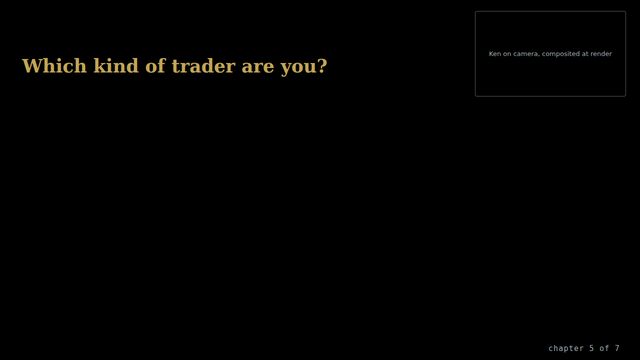 Ken on camera, composited at render
Which kind of trader are you?
chapter 5 of 7